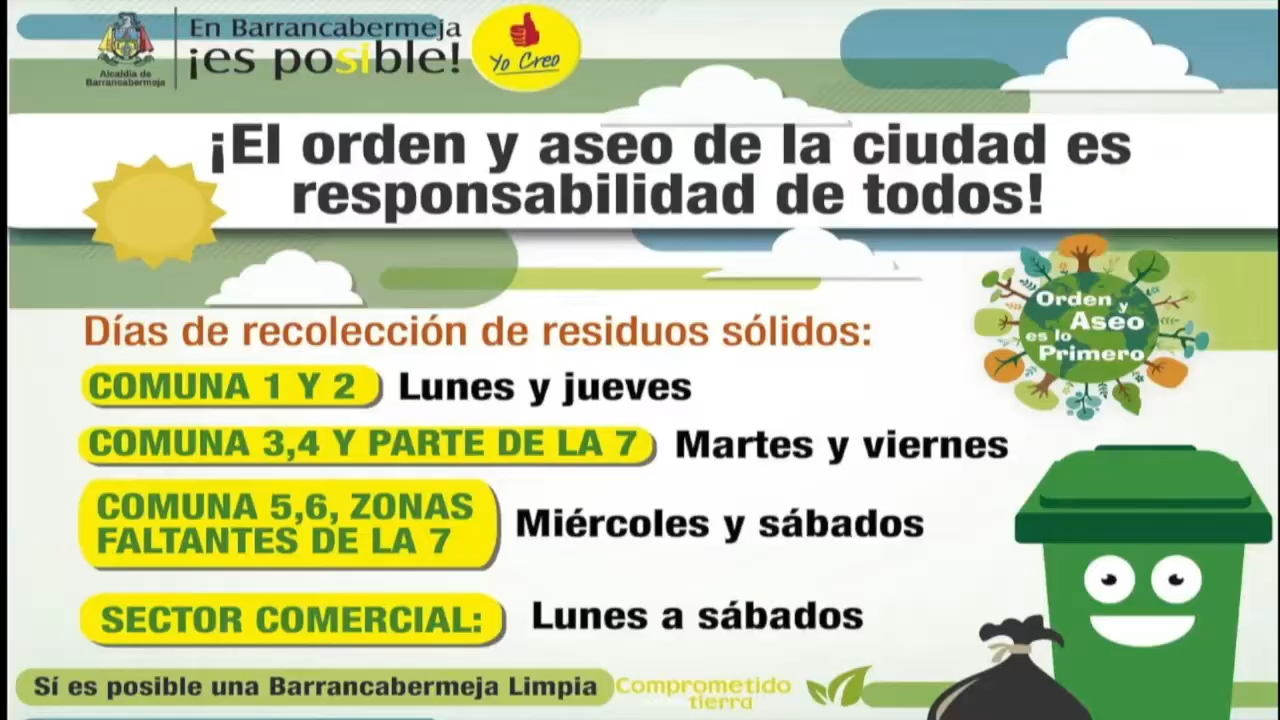 Alcaldía de
Barrancabermeja
En Barrancabermeja
¡es posible!
Yo Creo
¡El orden y aseo de la ciudad es
responsabilidad de todos!
Orden y
Aseo
es lo
Primero
Días de recolección de residuos sólidos:
COMUNA 1 Y 2 Lunes y jueves
COMUNA 3,4 Y PARTE DE LA 7 Martes y viernes
COMUNA 5,6, ZONAS
FALTANTES DE LA 7
Miércoles y sábados
SECTOR COMERCIAL: Lunes a sábados
Sí es posible una Barrancabermeja Limpia
Comprometido
tierra